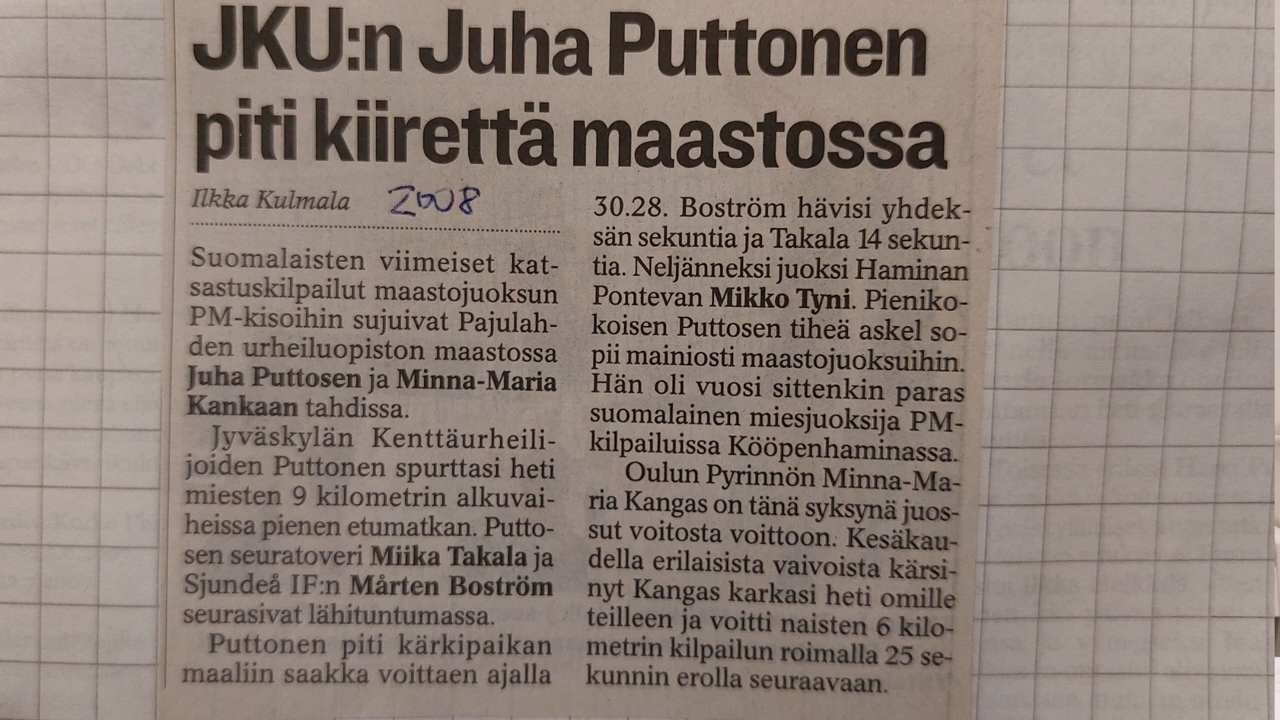 JKU:n Juha Puttonen
piti kiirettä maastossa
Ilkka Kulmala 2008
Suomalaisten viimeiset kat-
sastuskilpailut maastojuoksun
PM-kisoihin sujuivat Pajulah-
den urheiluopiston maastossa
Juha Puttosen ja Minna-Maria
Kankaan tahdissa.
Jyväskylän Kenttäurheili-
joiden Puttonen spurttasi heti
miesten 9 kilometrin alkuvai-
heissa pienen etumatkan. Putto-
sen seuratoveri Miika Takala ja
Sjundeå IF:n Mårten Boström
seurasivat lähituntumassa.
Puttonen piti kärkipaikan
maaliin saakka voittaen ajalla
30.28. Boström hävisi yhdek-
sän sekuntia ja Takala 14 sekun-
tia. Neljänneksi juoksi Haminan
Pontevan Mikko Tyni. Pieniko-
koisen Puttosen tiheä askel so-
pii mainiosti maastojuoksuihin.
Hän oli vuosi sittenkin paras
suomalainen miesjuoksija PM-
kilpailuissa Kööpenhaminassa.
Oulun Pyrinnön Minna-Ma-
ria Kangas on tänä syksynä juos-
sut voitosta voittoon. Kesäkau-
della erilaisista vaivoista kärsi-
nyt Kangas karkasi heti omille
teilleen ja voitti naisten 6 kilo-
metrin kilpailun roimalla 25 se-
kunnin erolla seuraavaan.